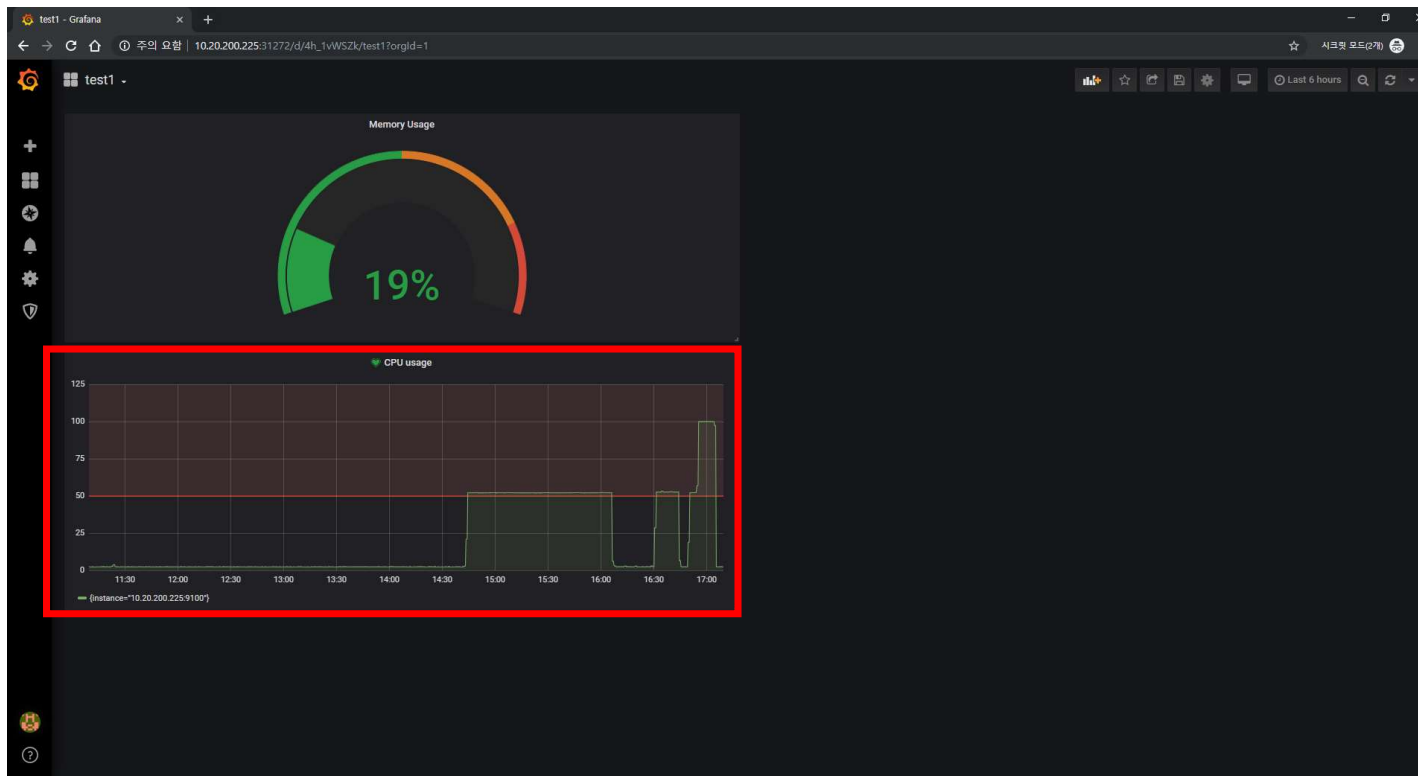 test1 - Grafana
주의 요함 | 10.20.200.225:31272/d/4h_1vWSZk/test1?orgId=1
시크릿 모드(2개)
test1
Last 6 hours
Memory Usage
19%
CPU usage
125
100
75
50
25
0
11:30 12:00 12:30 13:00 13:30 14:00 14:30 15:00 15:30 16:00 16:30 17:00
{instance="10.20.200.225:9100"}